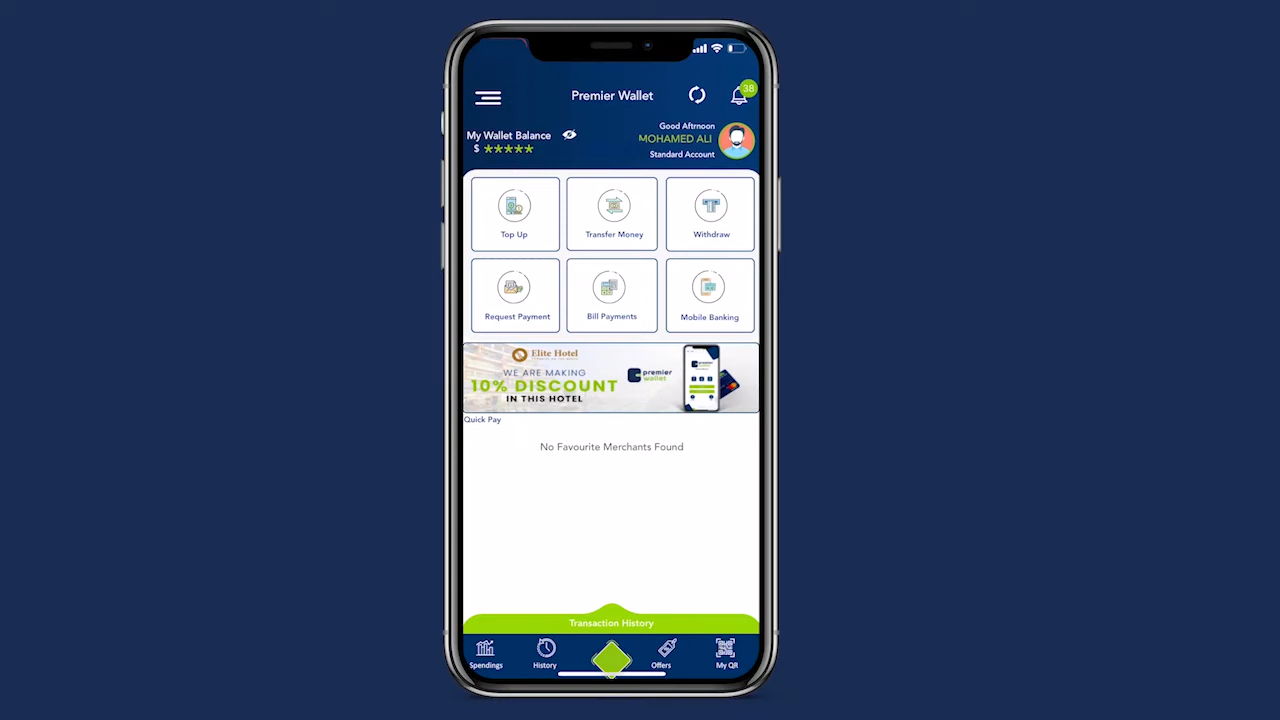 Premier Wallet
38
My Wallet Balance
$ *****
Good Aftrnoon
MOHAMED ALI
Standard Account
Top Up
Transfer Money
Withdraw
Request Payment
Bill Payments
Mobile Banking
Elite Hotel
WE ARE MAKING
10% DISCOUNT
IN THIS HOTEL
premier
wallet
Quick Pay
No Favourite Merchants Found
Transaction History
Spendings
History
Offers
My QR